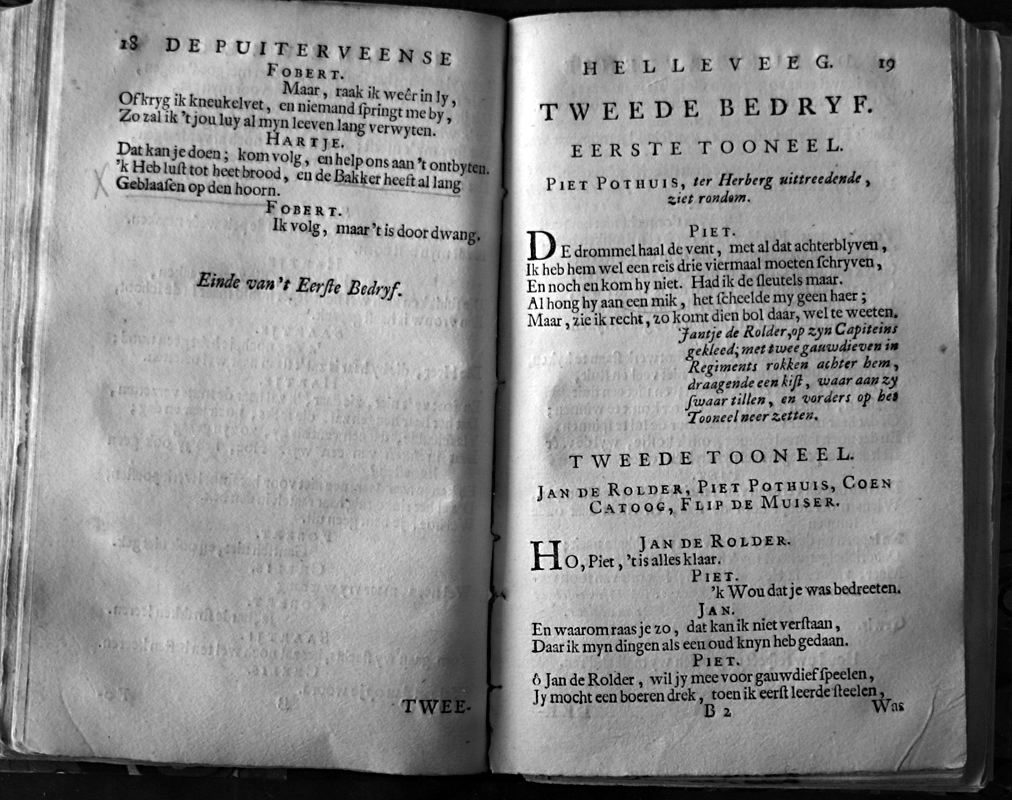 18 DE PUITERVEENSE
FOBERT.
Maar, raak ik weêr in ly,
Of kryg ik kneukelvet, en niemand ſpringt me by,
Zo zal ik 't jou luy al myn leeven lang verwyten.
HARTJE.
Dat kan je doen; kom volg, en help ons aan 't ontbyten.
'k Heb luſt tot heet brood, en de Bakker heeft al lang
Geblaaſen op den hoorn.
FOBERT.
Ik volg, maar 't is door dwang.
Einde van 't Eerſte Bedryf.
TWEE-
HELLEVEEG. 19
TWEEDE BEDRYF.
EERSTE TOONEEL.
PIET POTHUIS, ter Herberg uittreedende,
ziet rondom.
PIET.
DE drommel haal de vent, met al dat achterblyven,
Ik heb hem wel een reis drie viermaal moeten ſchryven,
En noch en kom hy niet. Had ik de ſleutels maar.
Al hong hy aan een mik, het ſcheelde my geen haer;
Maar, zie ik recht, zo komt dien bol daar, wel te weeten.
Jantje de Rolder, op zyn Capiteins
gekleed; met twee gauwdieven in
Regiments rokken achter hem,
draagende een kiſt, waar aan zy
ſwaar tillen, en vorders op het
Tooneel neer zetten.
TWEEDE TOONEEL.
JAN DE ROLDER, PIET POTHUIS, COEN
CATOOG, FLIP DE MUISER.
JAN DE ROLDER.
HO, Piet, 't is alles klaar.
PIET.
'k Wou dat je was bedreeten.
JAN.
En waarom raas je zo, dat kan ik niet verſtaan,
Daar ik myn dingen als een oud knyn heb gedaan.
PIET.
ô Jan de Rolder, wil jy mee voor gauwdief ſpeelen,
Jy mocht een boeren drek, toen ik eerſt leerde ſteelen,
B 2 Was